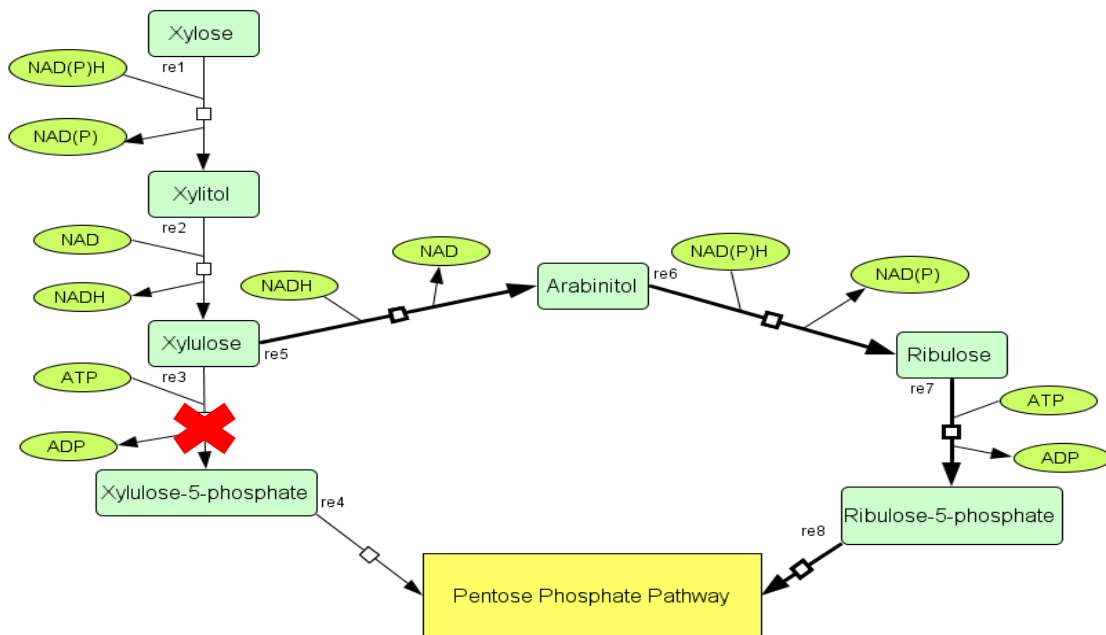 Xylose
re1
NAD(P)H
NAD(P)
Xylitol
re2
NAD
NADH
Xylulose
re5
re3
NADH
NAD
Arabinitol
re6
NAD(P)H
NAD(P)
Ribulose
re7
ATP
ADP
ATP
ADP
Xylulose-5-phosphate
re4
Ribulose-5-phosphate
re8
Pentose Phosphate Pathway